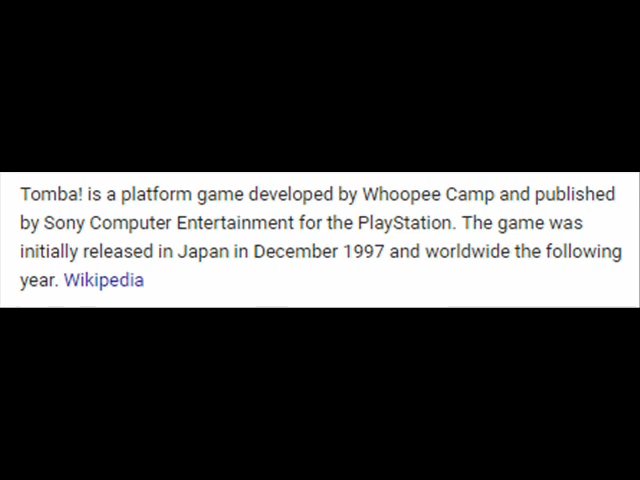 Tomba! is a platform game developed by Whoopee Camp and published
by Sony Computer Entertainment for the PlayStation. The game was
initially released in Japan in December 1997 and worldwide the following
year. Wikipedia